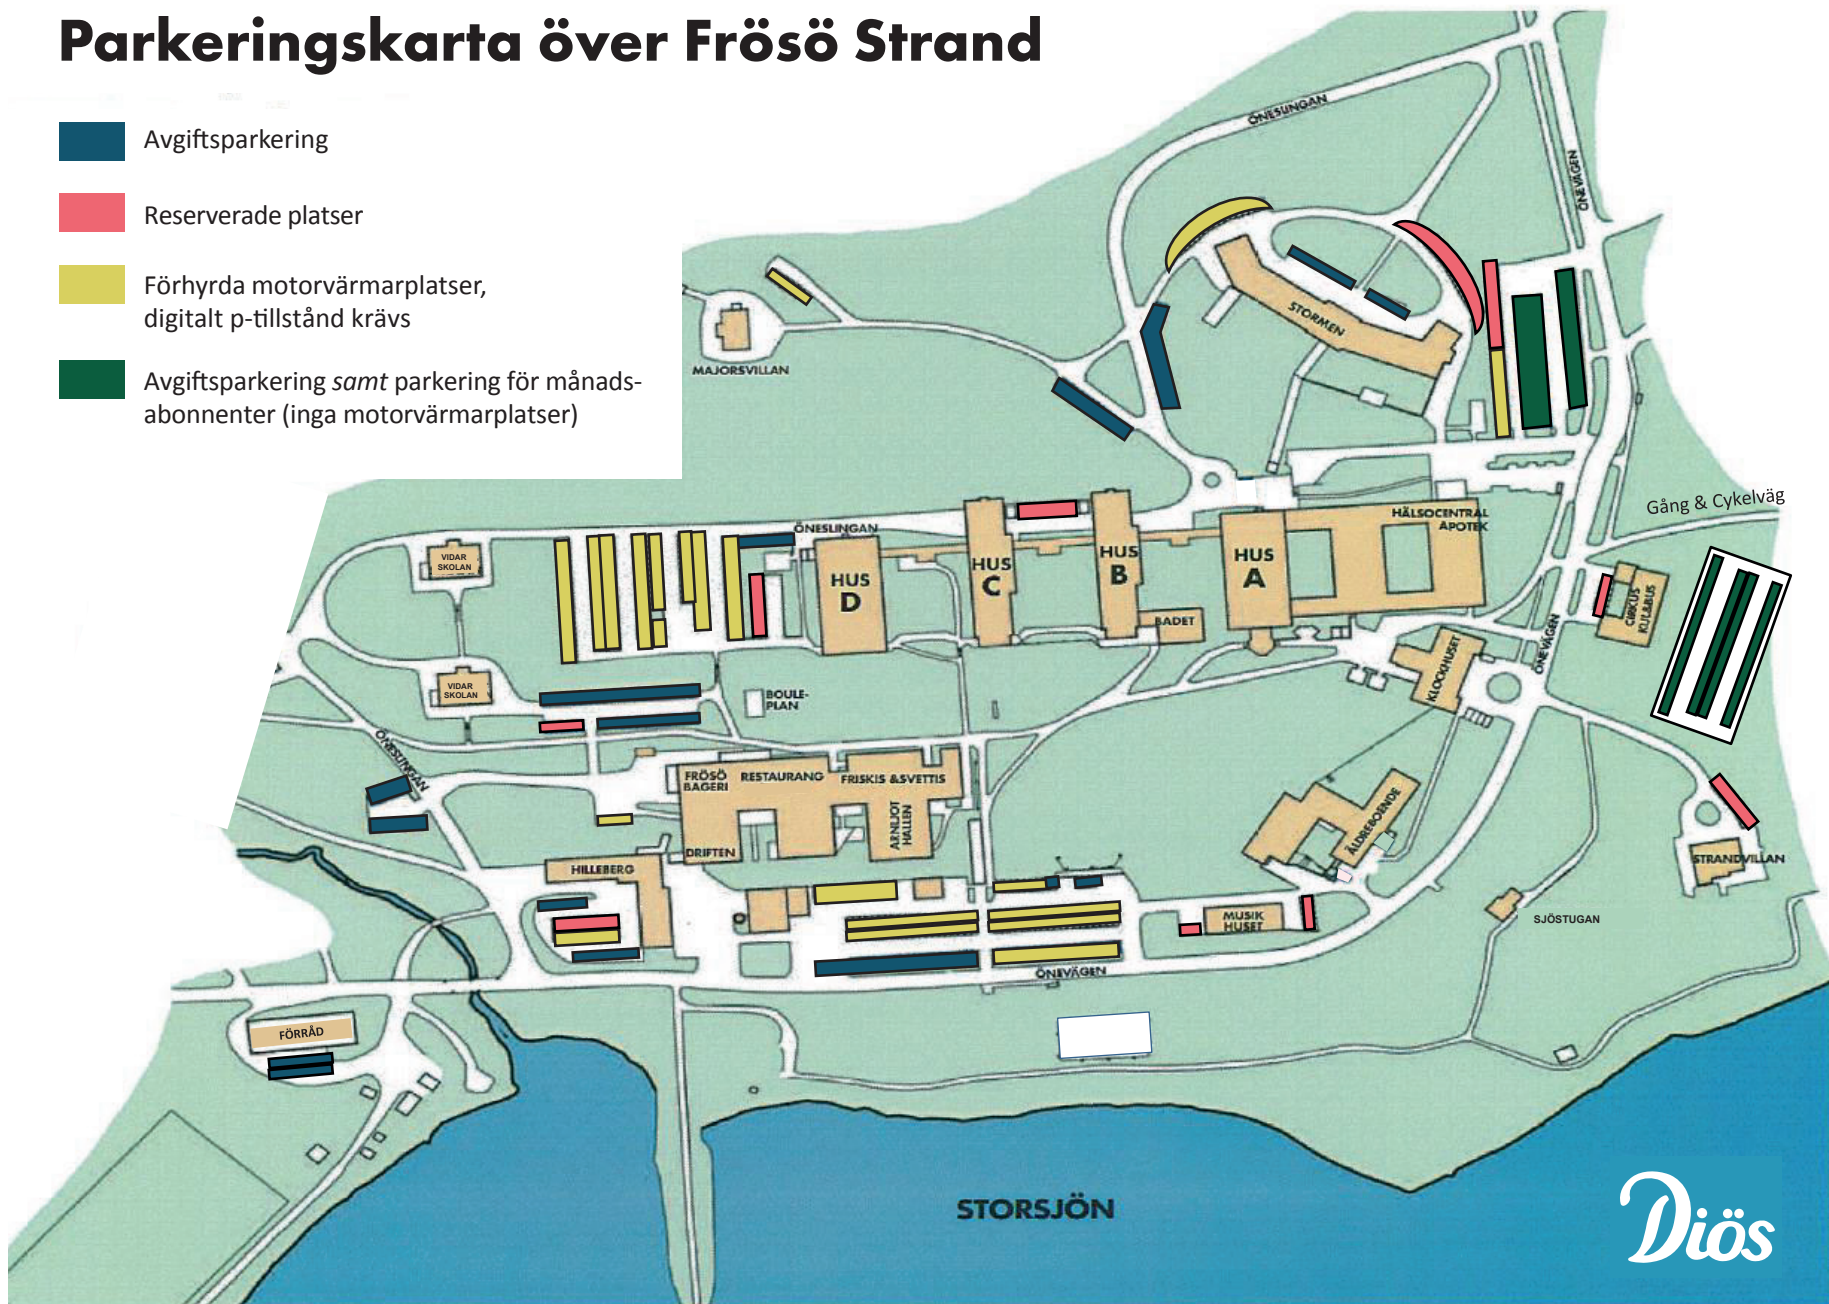 Parkeringskarta över Frösö Strand
Avgiftsparkering
Reserverade platser
Förhyrda motorvärmarplatser,
digitalt p-tillstånd krävs
Avgiftsparkering samt parkering för månads-
abonnenter (inga motorvärmarplatser)
ÖNESLINGAN
ÖNEVÄGEN
STORMEN
MAJORSVILLAN
Gång & Cykelväg
HÄLSOCENTRAL
APOTEK
ÖNESLINGAN
VIDAR
SKOLAN
HUS
D
HUS
C
HUS
B
HUS
A
BADET
CIRKUS
KUL&BUS
ÖNEVÄGEN
KLOCKHUSET
VIDAR
SKOLAN
BOULE-
PLAN
ÖNESLINGAN
FRÖSÖ
BAGERI
RESTAURANG
FRISKIS &SVETTIS
ARNLJOT
HALLEN
DRIFTEN
ÄLDREBOENDE
STRANDVILLAN
HILLEBERG
MUSIK
HUSET
SJÖSTUGAN
ÖNEVÄGEN
FÖRRÅD
STORSJÖN
Diös